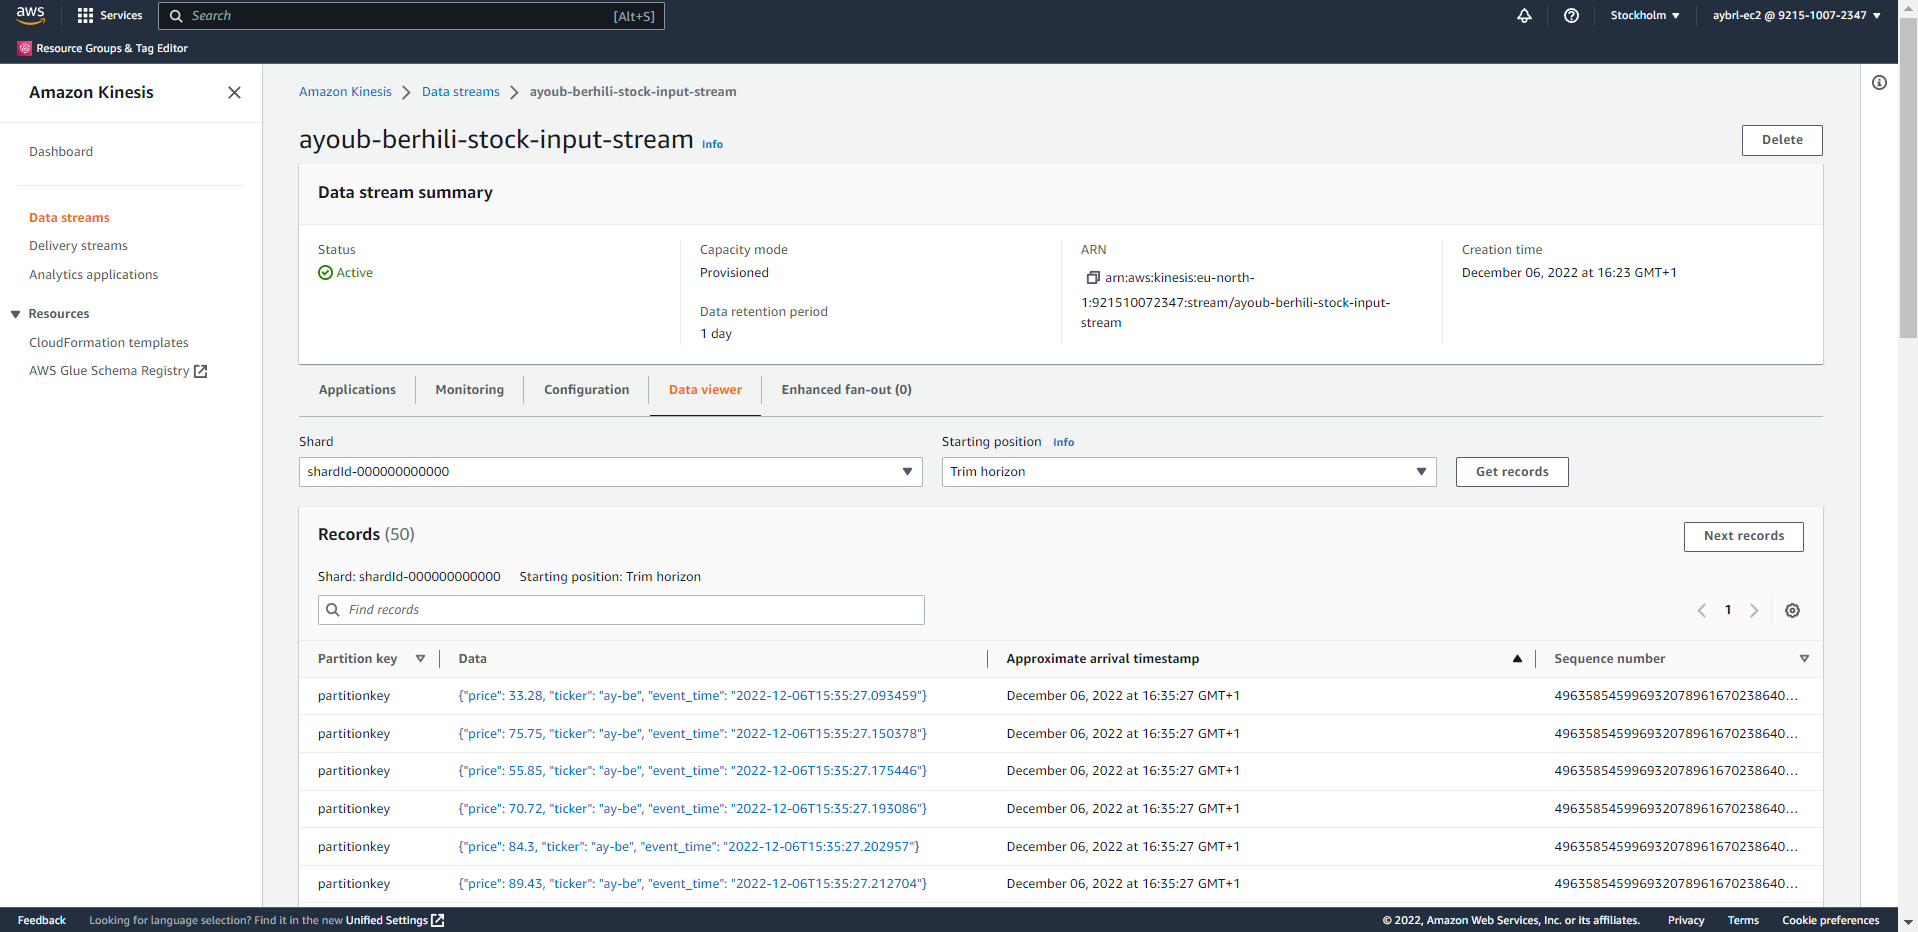 aws
Services
Search
[Alt+S]
Stockholm
aybrl-ec2 @ 9215-1007-2347
Resource Groups & Tag Editor
Amazon Kinesis
Dashboard
Data streams
Delivery streams
Analytics applications
Resources
CloudFormation templates
AWS Glue Schema Registry
Amazon Kinesis > Data streams > ayoub-berhili-stock-input-stream
ayoub-berhili-stock-input-stream Info
Delete
Data stream summary
Status
Active
Capacity mode
Provisioned
Data retention period
1 day
ARN
arn:aws:kinesis:eu-north-
1:921510072347:stream/ayoub-berhili-stock-input-
stream
Creation time
December 06, 2022 at 16:23 GMT+1
Applications
Monitoring
Configuration
Data viewer
Enhanced fan-out (0)
Shard
shardId-000000000000
Starting position Info
Trim horizon
Get records
Records (50)
Next records
Shard: shardId-000000000000 Starting position: Trim horizon
Find records
1
Partition key Data Approximate arrival timestamp Sequence number
partitionkey {"price": 33.28, "ticker": "ay-be", "event_time": "2022-12-06T15:35:27.093459"} December 06, 2022 at 16:35:27 GMT+1 49635854599693207896167023864​0...
partitionkey {"price": 75.75, "ticker": "ay-be", "event_time": "2022-12-06T15:35:27.150378"} December 06, 2022 at 16:35:27 GMT+1 496358545996932078961670238640...
partitionkey {"price": 55.85, "ticker": "ay-be", "event_time": "2022-12-06T15:35:27.175446"} December 06, 2022 at 16:35:27 GMT+1 496358545996932078961670238640...
partitionkey {"price": 70.72, "ticker": "ay-be", "event_time": "2022-12-06T15:35:27.193086"} December 06, 2022 at 16:35:27 GMT+1 496358545996932078961670238640...
partitionkey {"price": 84.3, "ticker": "ay-be", "event_time": "2022-12-06T15:35:27.202957"} December 06, 2022 at 16:35:27 GMT+1 496358545996932078961670238640...
partitionkey {"price": 89.43, "ticker": "ay-be", "event_time": "2022-12-06T15:35:27.212704"} December 06, 2022 at 16:35:27 GMT+1 496358545996932078961670238640...
Feedback Looking for language selection? Find it in the new Unified Settings
© 2022, Amazon Web Services, Inc. or its affiliates. Privacy Terms Cookie preferences